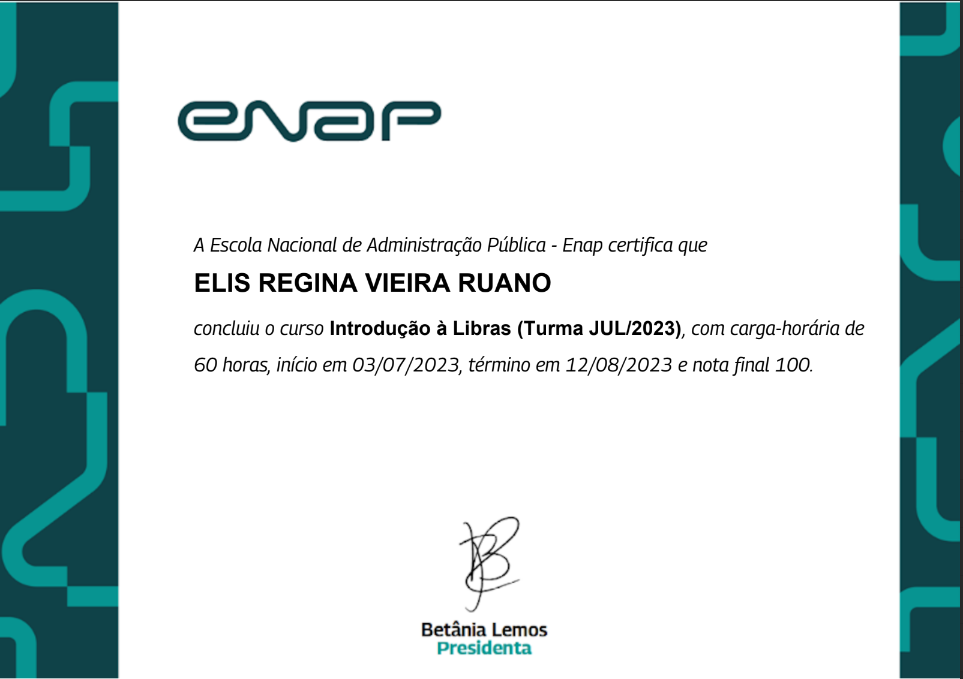 enap
A Escola Nacional de Administração Pública - Enap certifica que
ELIS REGINA VIEIRA RUANO
concluiu o curso Introdução à Libras (Turma JUL/2023), com carga-horária de
60 horas, início em 03/07/2023, término em 12/08/2023 e nota final 100.
Betânia Lemos
Presidenta